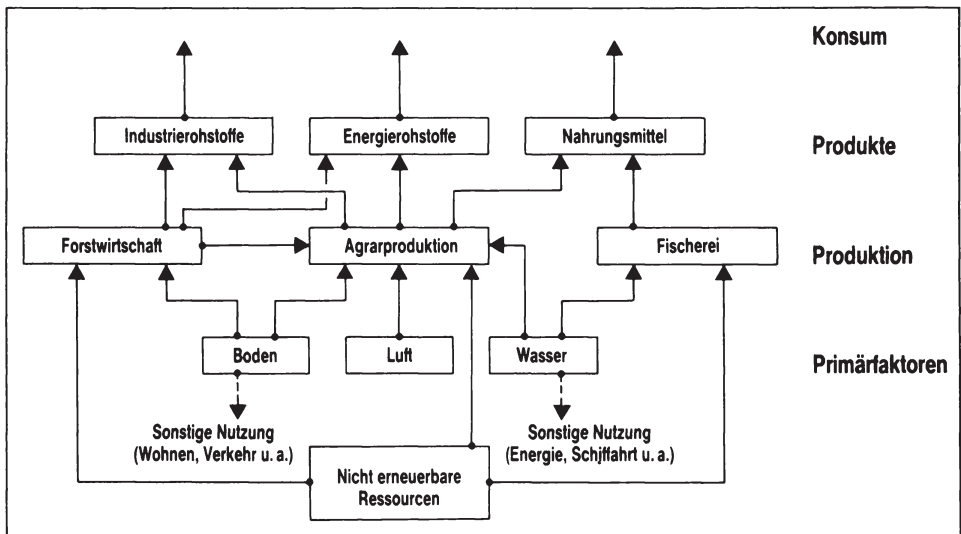 Konsum
Industrierohstoffe
Energierohstoffe
Nahrungsmittel
Produkte
Forstwirtschaft
Agrarproduktion
Fischerei
Produktion
Boden
Luft
Wasser
Primärfaktoren
Sonstige Nutzung
(Wohnen, Verkehr u. a.)
Sonstige Nutzung
(Energie, Schiffahrt u. a.)
Nicht erneuerbare
Ressourcen